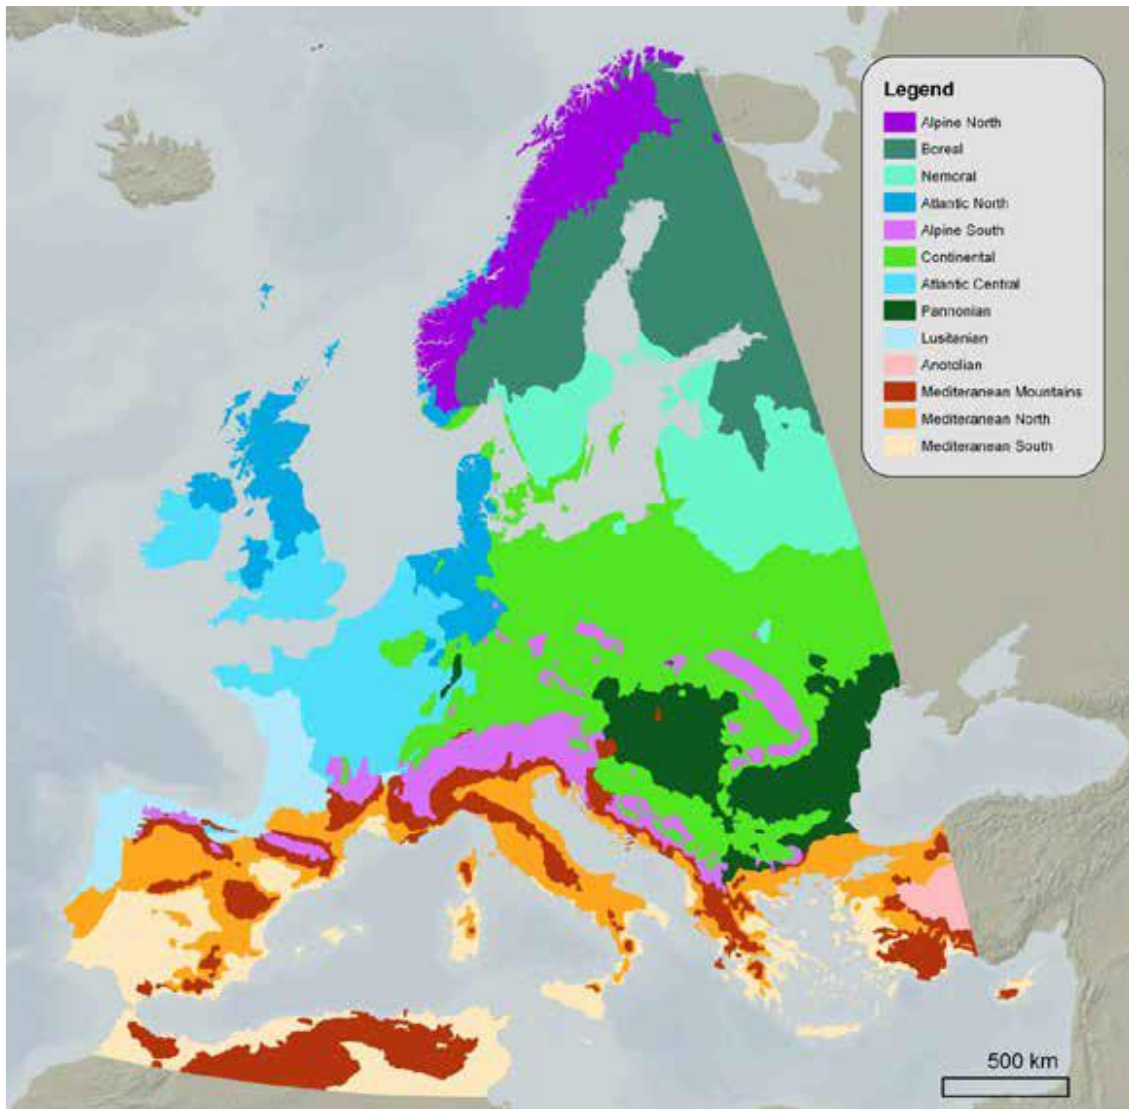 Legend
Alpine North
Boreal
Nemoral
Atlantic North
Alpine South
Continental
Atlantic Central
Pannonian
Lusitanian
Anotolian
Mediteranean Mountains
Mediteranean North
Mediteranean South
500 km